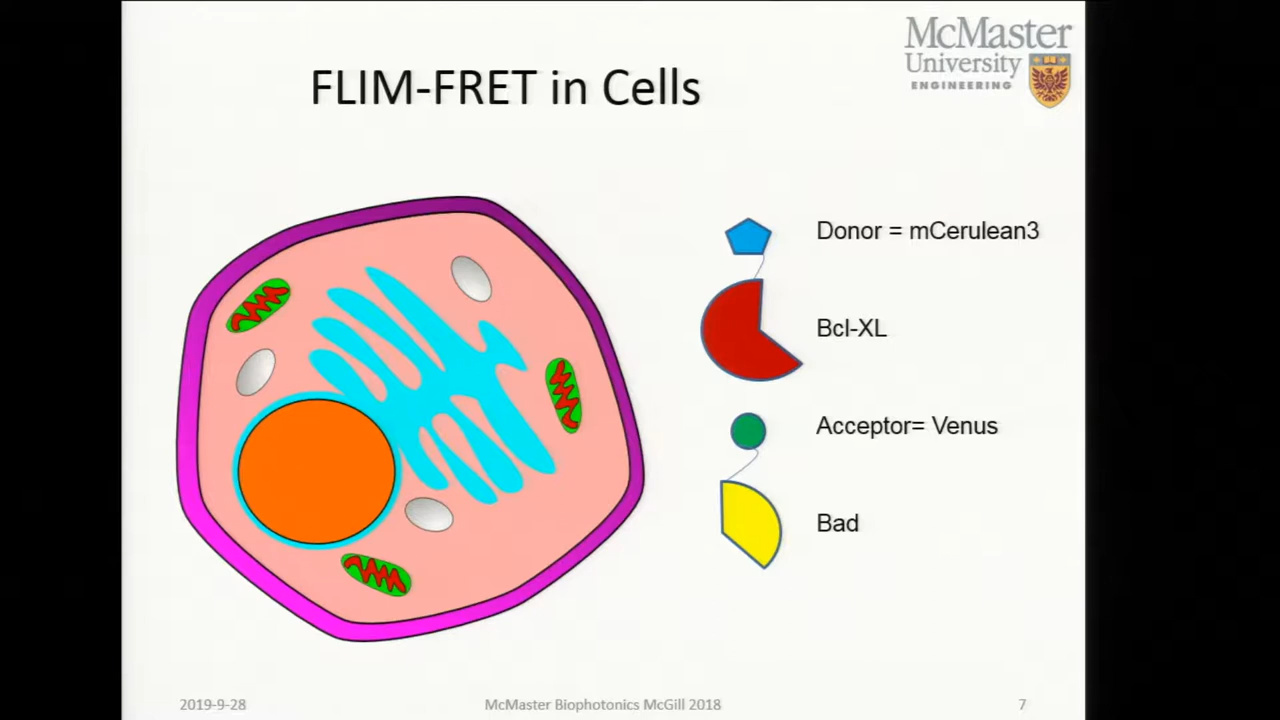 McMaster
University
ENGINEERING
FLIM-FRET in Cells
Donor = mCerulean3
Bcl-XL
Acceptor= Venus
Bad
2019-9-28
McMaster Biophotonics McGill 2018
7